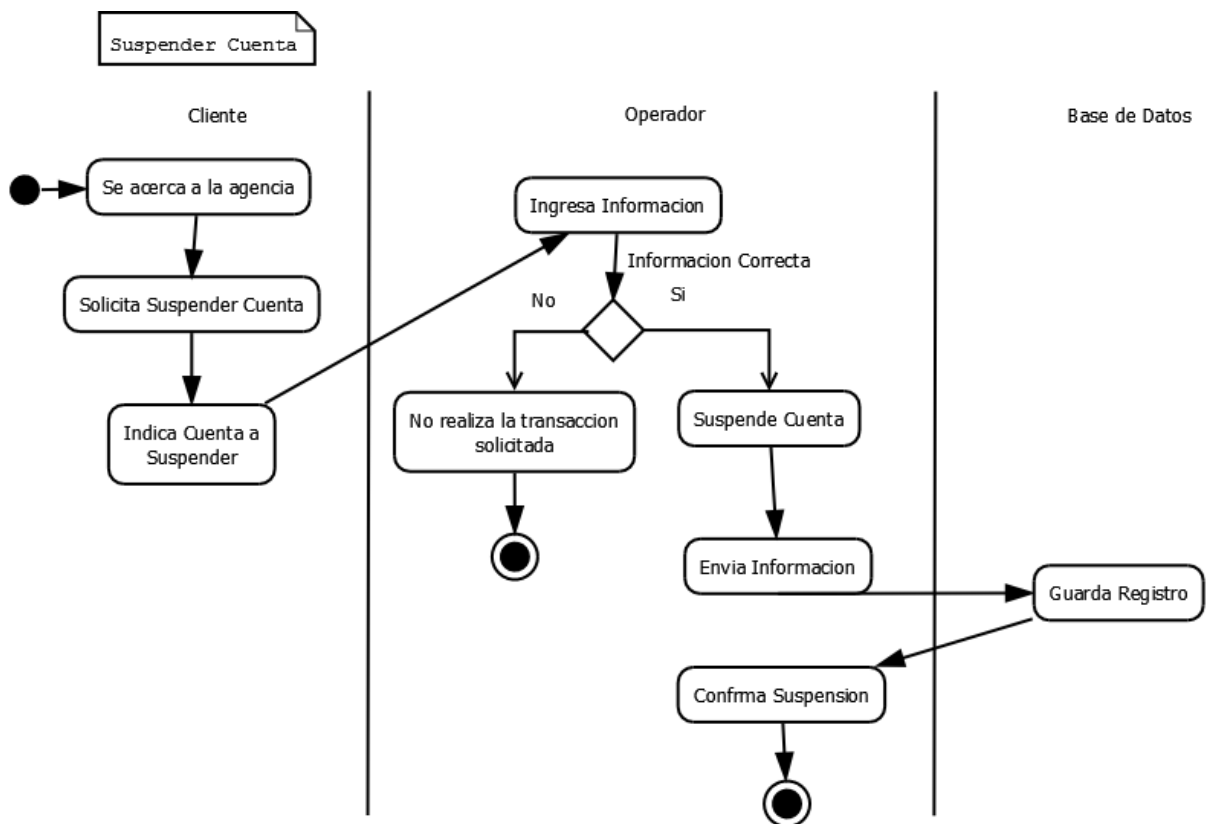 Suspender Cuenta
Cliente
Operador
Base de Datos
Se acerca a la agencia
Solicita Suspender Cuenta
Indica Cuenta a
Suspender
Ingresa Informacion
Informacion Correcta
No
Si
No realiza la transaccion
solicitada
Suspende Cuenta
Envia Informacion
Guarda Registro
Confrma Suspension